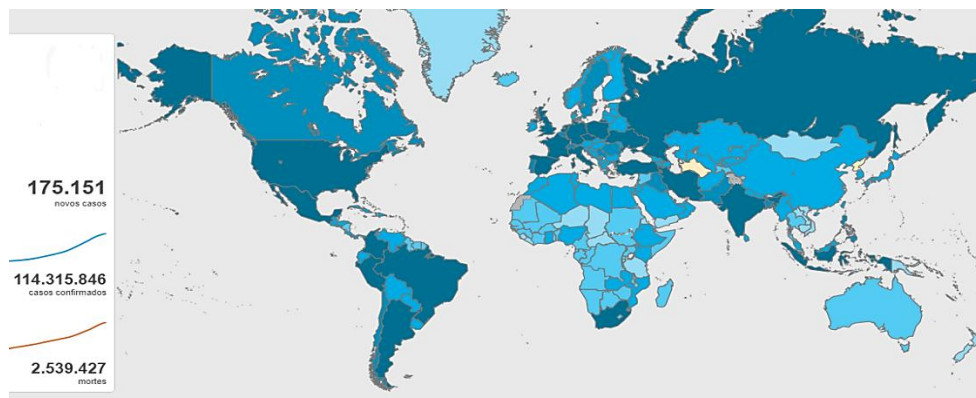 175.151
novos casos
114.315.846
casos confirmados
2.539.427
mortes